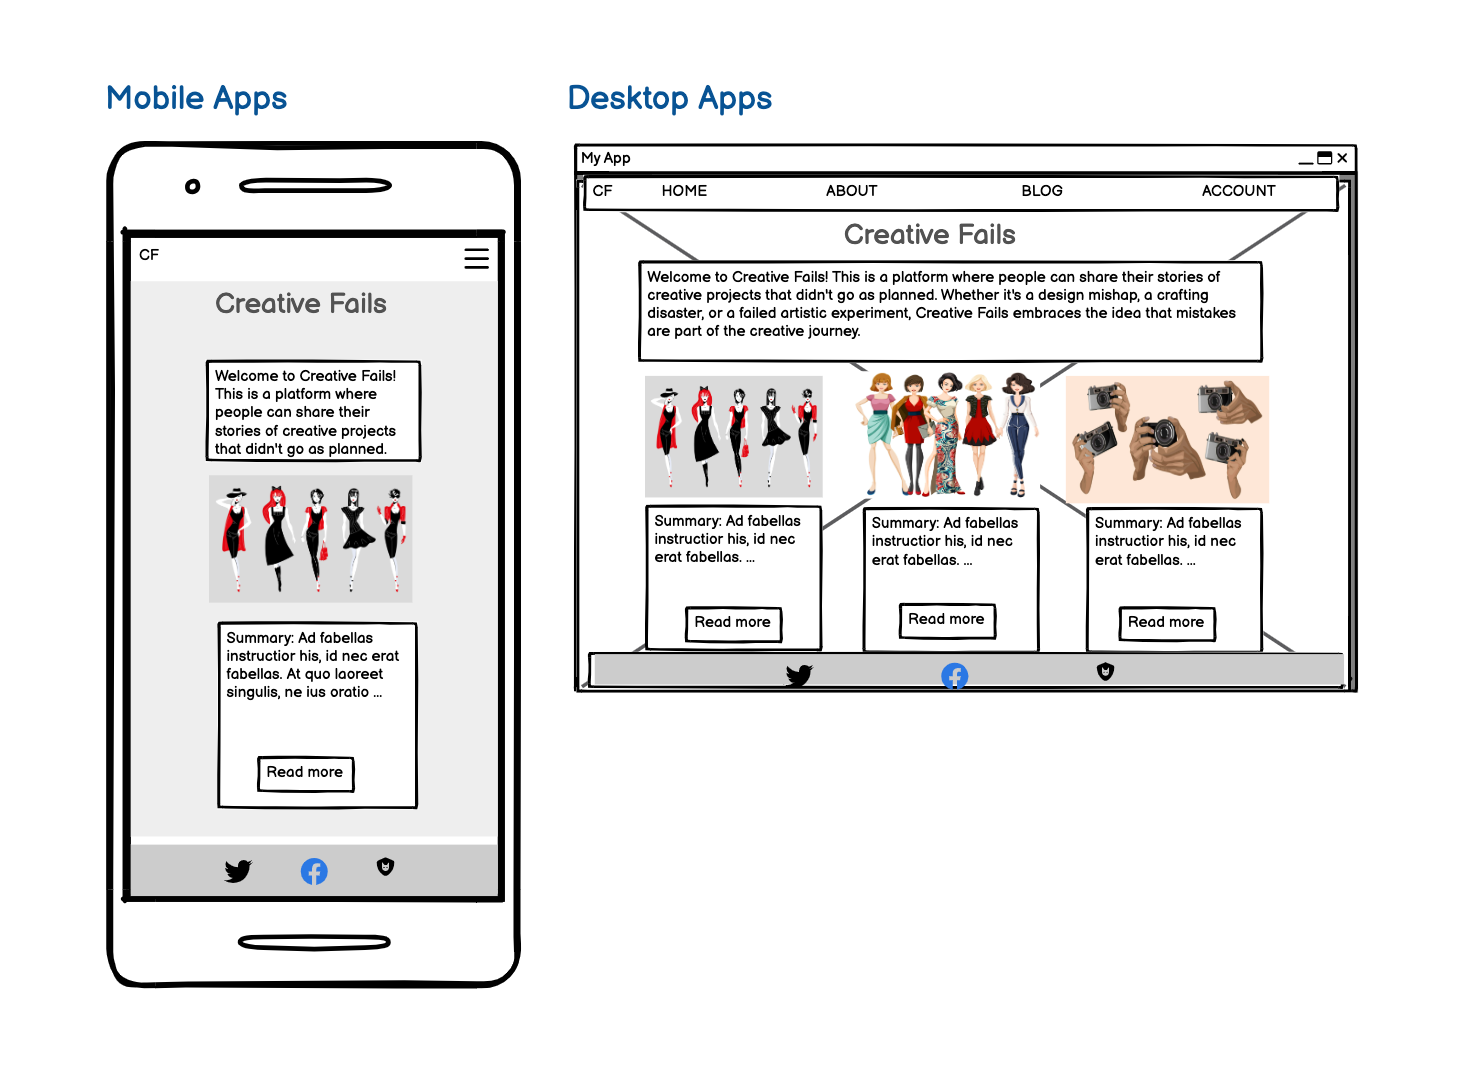 Mobile Apps
CF
Creative Fails
Welcome to Creative Fails!
This is a platform where
people can share their
stories of creative projects
that didn't go as planned.
Summary: Ad fabellas
instructior his, id nec erat
fabellas. At quo laoreet
singulis, ne ius oratio ...
Read more
Desktop Apps
My App
CF HOME ABOUT BLOG ACCOUNT
Creative Fails
Welcome to Creative Fails! This is a platform where people can share their stories of
creative projects that didn't go as planned. Whether it's a design mishap, a crafting
disaster, or a failed artistic experiment, Creative Fails embraces the idea that mistakes
are part of the creative journey.
Summary: Ad fabellas
instructior his, id nec
erat fabellas. ...
Read more
Summary: Ad fabellas
instructior his, id nec
erat fabellas. ...
Read more
Summary: Ad fabellas
instructior his, id nec
erat fabellas. ...
Read more